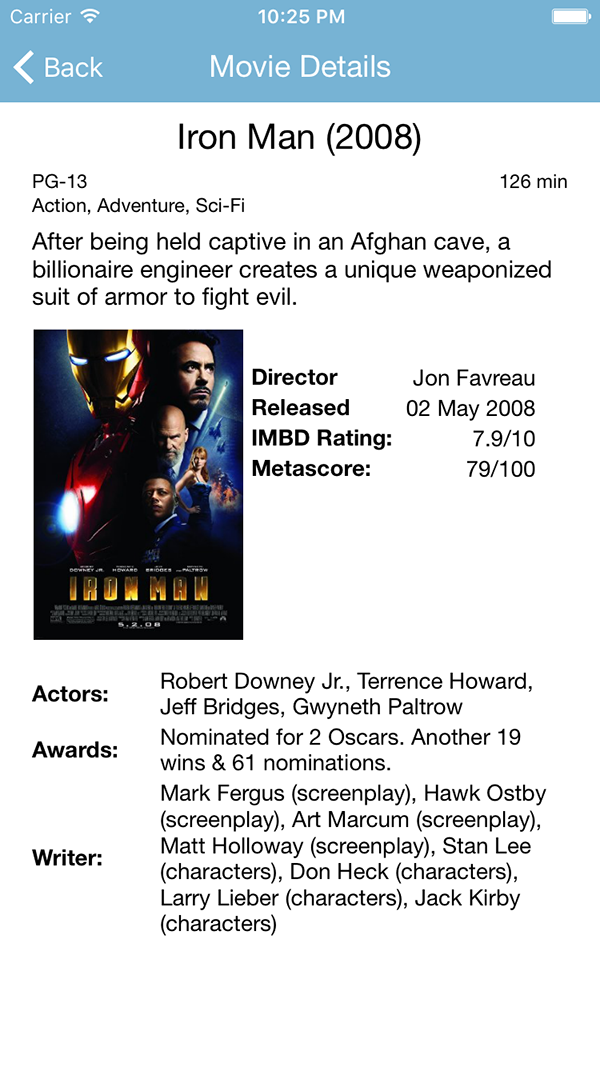 Carrier 10:25 PM
Back Movie Details
Iron Man (2008)
PG-13 126 min
Action, Adventure, Sci-Fi
After being held captive in an Afghan cave, a
billionaire engineer creates a unique weaponized
suit of armor to fight evil.
Director Jon Favreau
Released 02 May 2008
IMBD Rating: 7.9/10
Metascore: 79/100
DOWNEY JR. HOWARD BRIDGES PALTROW
IRON MAN
5.2.08
Actors: Robert Downey Jr., Terrence Howard,
Jeff Bridges, Gwyneth Paltrow
Awards: Nominated for 2 Oscars. Another 19
wins & 61 nominations.
Writer: Mark Fergus (screenplay), Hawk Ostby
(screenplay), Art Marcum (screenplay),
Matt Holloway (screenplay), Stan Lee
(characters), Don Heck (characters),
Larry Lieber (characters), Jack Kirby
(characters)